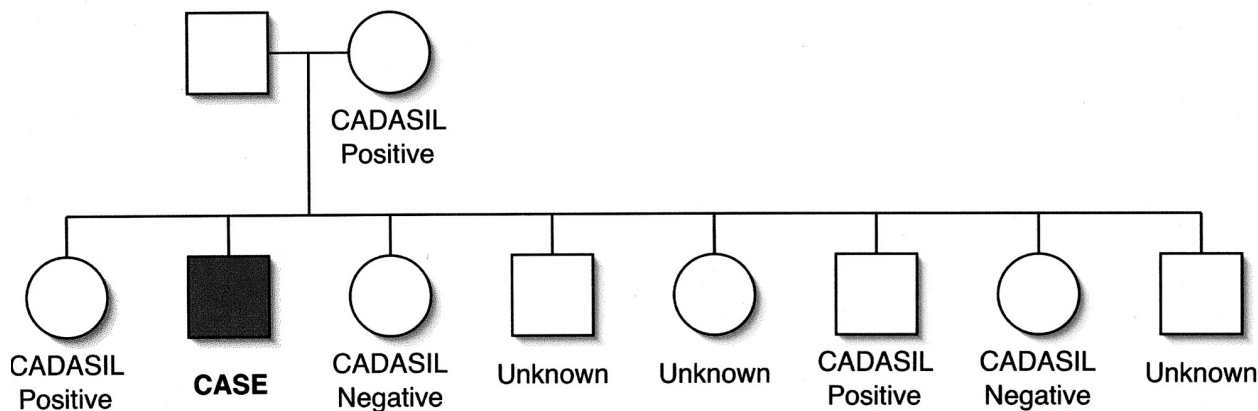 CADASIL
Positive
CADASIL
Positive
CASE
CADASIL
Negative
Unknown
Unknown
CADASIL
Positive
CADASIL
Negative
Unknown